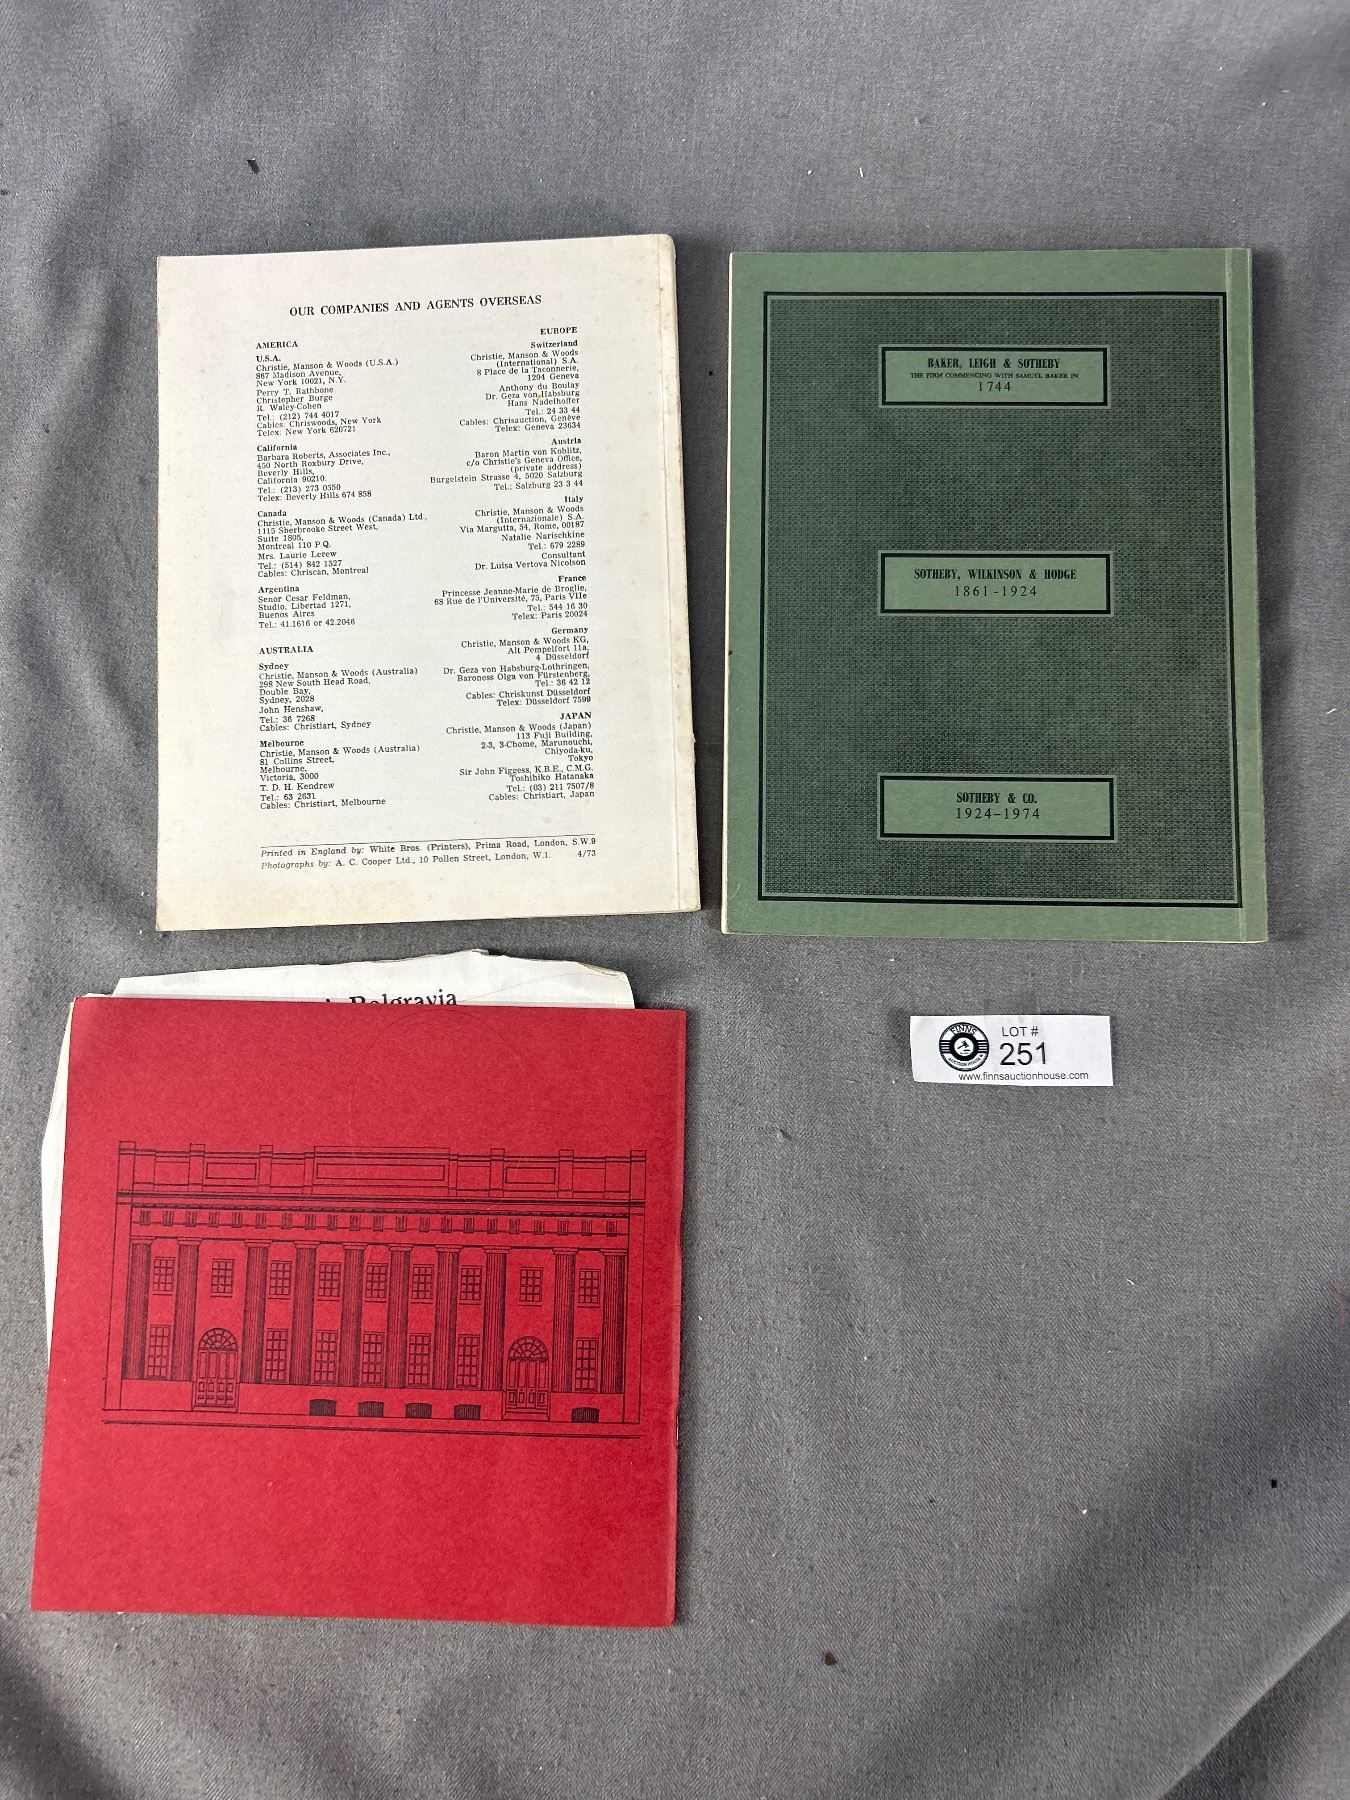 OUR COMPANIES AND AGENTS OVERSEAS
AMERICA
U.S.A.
Christie, Manson & Woods (U.S.A.)
867 Madison Avenue,
New York 10021, N.Y.
Perry T. Rathbone
Christopher Burge
R. Waley-Cohen
Tel.: (212) 744 4017
Cables: Chriswoods, New York
Telex: New York 620721
California
Barbara Roberts, Associates Inc.,
450 North Roxbury Drive,
Beverly Hills,
California 90210.
Tel.: (213) 273 0550
Telex: Beverly Hills 674 858
Canada
Christie, Manson & Woods (Canada) Ltd.,
1115 Sherbrooke Street West,
Suite 1805,
Montreal 110 P.Q.
Mrs. Laurie Lerew
Tel.: (514) 842 1527
Cables: Chriscan, Montreal
Argentina
Senor Cesar Feldman,
Studio, Libertad 1271,
Buenos Aires
Tel.: 41.1616 or 42.2046
AUSTRALIA
Sydney
Christie, Manson & Woods (Australia)
298 New South Head Road,
Double Bay,
Sydney, 2028
John Henshaw,
Tel.: 36 7268
Cables: Christiart, Sydney
Melbourne
Christie, Manson & Woods (Australia)
81 Collins Street,
Melbourne,
Victoria, 3000
T. D. H. Kendrew
Tel.: 63 2631
Cables: Christiart, Melbourne
EUROPE
Switzerland
Christie, Manson & Woods
(International) S.A.
8 Place de la Taconnerie,
1204 Geneva
Anthony du Boulay
Dr. Geza von Habsburg
Hans Nadelhoffer
Tel.: 24 33 44
Cables: Chrisauction, Genève
Telex: Geneva 23634
Austria
Baron Martin von Koblitz,
c/o Christie's Geneva Office,
(private address)
Burgelstein Strasse 4, 5020 Salzburg
Tel.: Salzburg 23 3 44
Italy
Christie, Manson & Woods
(Internazionale) S.A.
Via Margutta, 54, Rome, 00187
Natalie Narischkine
Tel.: 679 2289
Consultant
Dr. Luisa Vertova Nicolson
France
Princesse Jeanne-Marie de Broglie,
68 Rue de l'Université, 75, Paris VIIe
Tel.: 544 16 30
Telex: Paris 20024
Germany
Christie, Manson & Woods KG,
Alt Pempelfort 11a,
4 Düsseldorf
Dr. Geza von Habsburg-Lothringen,
Baroness Olga von Fürstenberg,
Tel.: 36 42 12
Cables: Chriskunst Düsseldorf
Telex: Düsseldorf 7599
JAPAN
Christie, Manson & Woods (Japan)
113 Fuji Building,
2-3, 3-Chome, Marunouchi,
Chiyoda-ku,
Tokyo
Sir John Figgess, K.B.E., C.M.G.
Toshihiko Hatanaka
Tel.: (03) 211 7507/8
Cables: Christiart, Japan
Printed in England by: White Bros. (Printers), Prima Road, London, S.W.9
Photographs by: A. C. Cooper Ltd., 10 Pollen Street, London, W.1. 4/73
BAKER, LEIGH & SOTHEBY
THE FIRM COMMENCING WITH SAMUEL BAKER IN
1744
SOTHEBY, WILKINSON & HODGE
1861-1924
SOTHEBY & CO.
1924-1974
Belgravia
FINNS
AUCTION HOUSE
LOT #
251
www.finnsauctionhouse.com